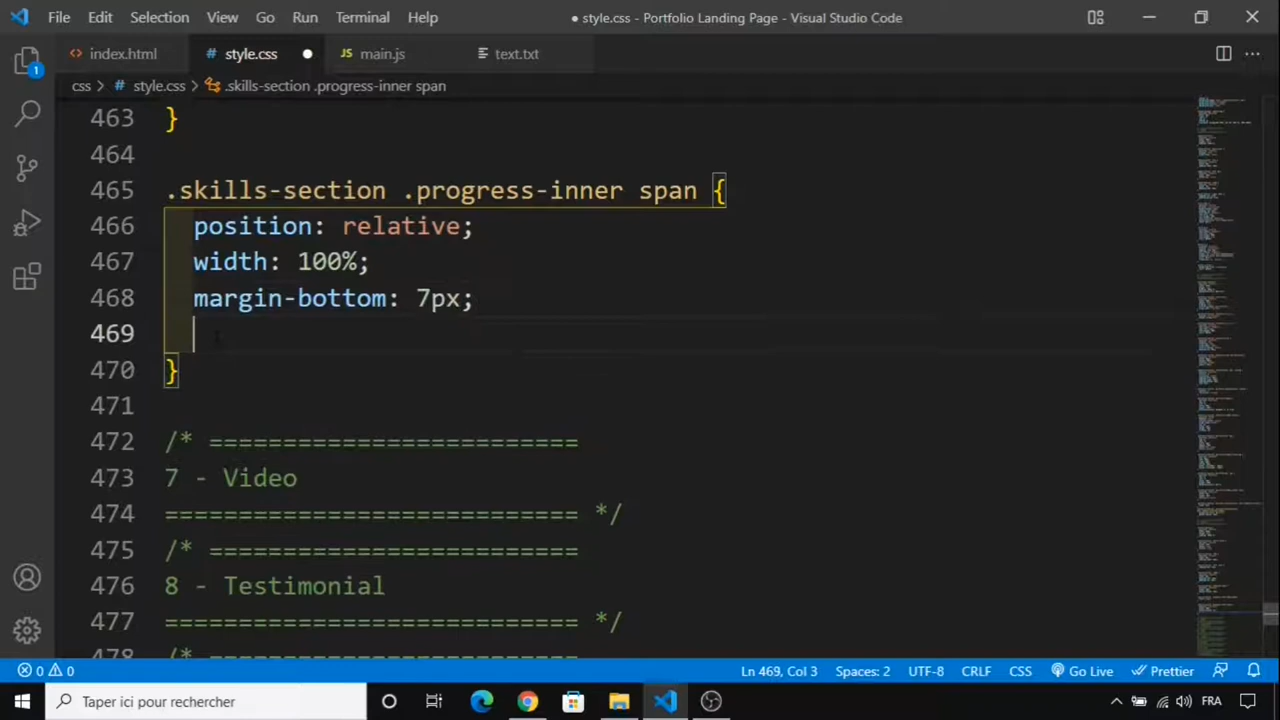 File Edit Selection View Go Run Terminal Help ● style.css - Portfolio Landing Page - Visual Studio Code
<> index.html # style.css ● JS main.js text.txt
1
css > # style.css > .skills-section .progress-inner span
463 }
464
465 .skills-section .progress-inner span {
466 position: relative;
467 width: 100%;
468 margin-bottom: 7px;
469
470 }
471
472 /* =========================
473 7 - Video
474 ============================ */
475 /* =========================
476 8 - Testimonial
477 ============================ */
478 /* =========================
0 0 Ln 469, Col 3 Spaces: 2 UTF-8 CRLF CSS Go Live Prettier
Taper ici pour rechercher FRA